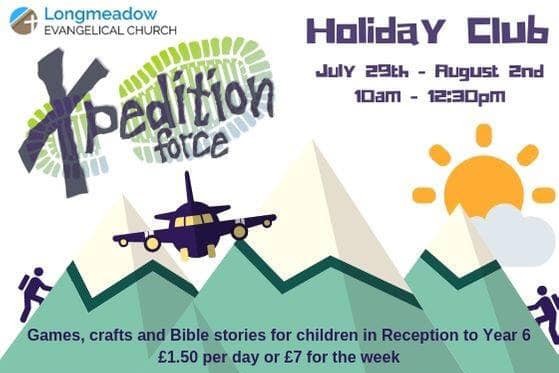 Longmeadow
EVANGELICAL CHURCH
Xpedition
force
Holiday Club
July 29th - August 2nd
10am - 12:30pm
Games, crafts and Bible stories for children in Reception to Year 6
£1.50 per day or £7 for the week